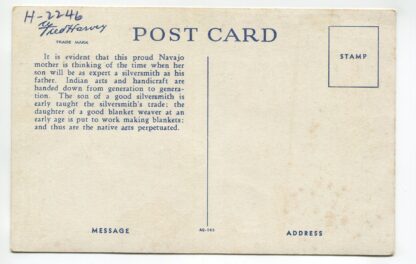 H-2246
Fred Harvey
TRADE MARK
POST CARD
STAMP
It is evident that this proud Navajo
mother is thinking of the time when her
son will be as expert a silversmith as his
father. Indian arts and handicraft are
handed down from generation to genera-
tion. The son of a good silversmith is
early taught the silversmith's trade; the
daughter of a good blanket weaver at an
early age is put to work making blankets;
and thus are the native arts perpetuated.
MESSAGE
ADDRESS